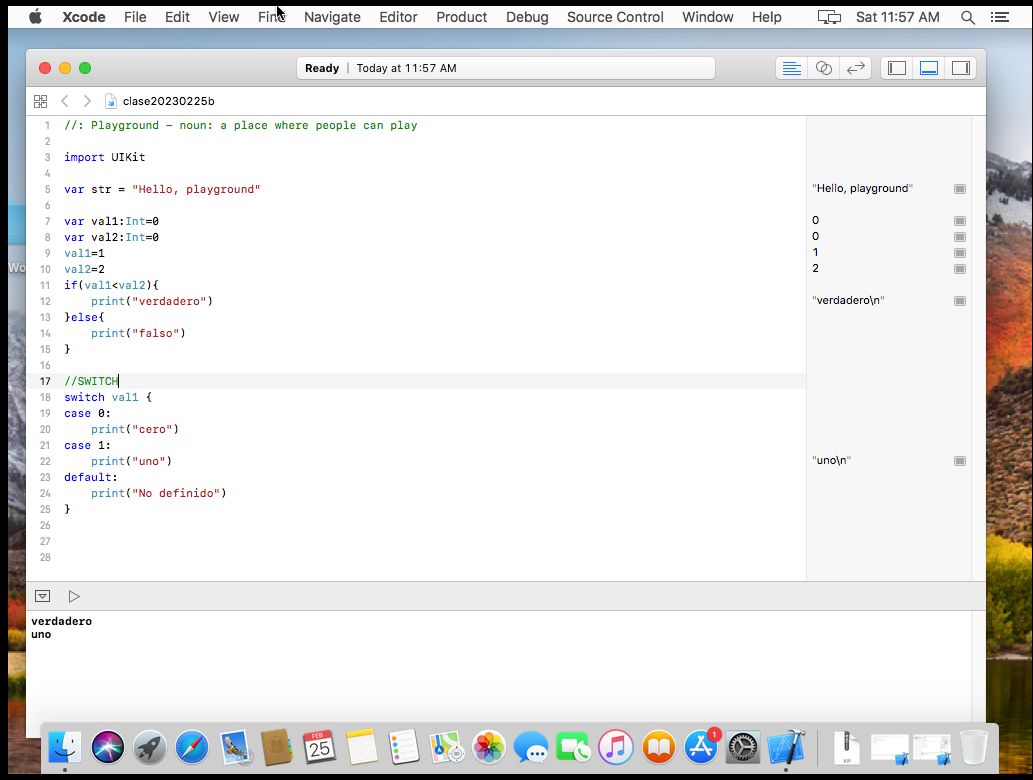 Xcode File Edit View Find Navigate Editor Product Debug Source Control Window Help Sat 11:57 AM
Ready | Today at 11:57 AM
clase20230225b
1 //: Playground – noun: a place where people can play
2
3 import UIKit
4
5 var str = "Hello, playground" "Hello, playground"
6
7 var val1:Int=0 0
8 var val2:Int=0 0
9 val1=1 1
10 val2=2 2
11 if(val1<val2){
12 print("verdadero") "verdadero\n"
13 }else{
14 print("falso")
15 }
16
17 //SWITCH
18 switch val1 {
19 case 0:
20 print("cero")
21 case 1:
22 print("uno") "uno\n"
23 default:
24 print("No definido")
25 }
26
27
28
Wo
verdadero
uno
FEB
25
1
XIP